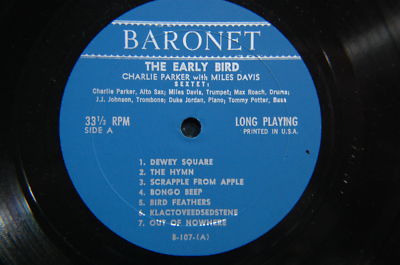 BARONET
THE EARLY BIRD
CHARLIE PARKER with MILES DAVIS
SEXTET:
Charlie Parker, Alto Sax; Miles Davis, Trumpet; Max Roach, Drums;
J.J. Johnson, Trombone; Duke Jordan, Piano; Tommy Potter, Bass
33⅓ RPM LONG PLAYING
SIDE A PRINTED IN U.S.A.
1. DEWEY SQUARE
2. THE HYMN
3. SCRAPPLE FROM APPLE
4. BONGO BEEP
5. BIRD FEATHERS
6. KLACTOVEEDSEDSTENE
7. OUT OF NOWHERE
B-107-(A)